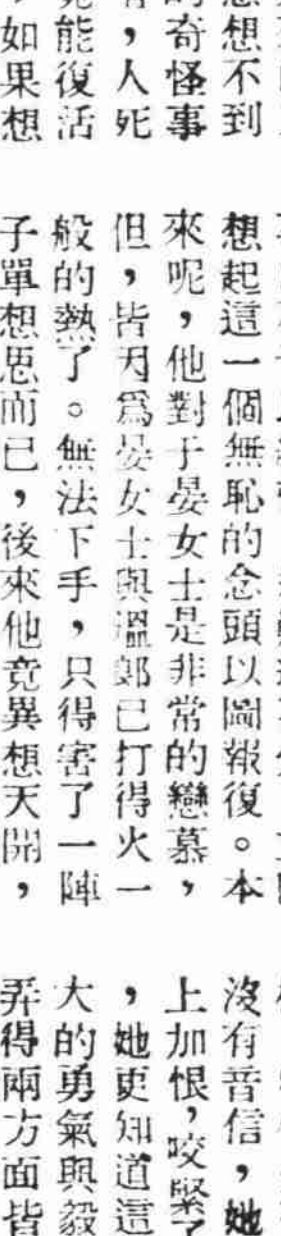 想不到
奇怪事
，人死
能復活
如果想
想起這一個無恥的念頭以圖報復。本
來呢，他對于晏女士是非常的戀慕，
但，皆因爲晏女士與溫郎已打得火一
般的熱了。無法下手，只得害了一陣
子單想思而已，後來他竟異想天開，
沒有音信，她
上加恨，咬緊了
，她更知道這
大的勇氣與毅
弄得兩方面皆